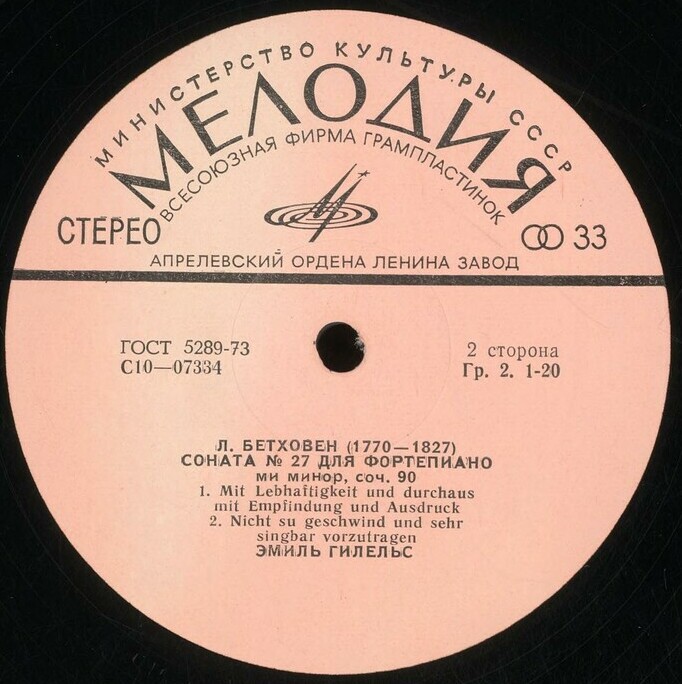 МИНИСТЕРСТВО КУЛЬТУРЫ СССР
МЕЛОДИЯ
ВСЕСОЮЗНАЯ ФИРМА ГРАМПЛАСТИНОК
СТЕРЕО
33
АПРЕЛЕВСКИЙ ОРДЕНА ЛЕНИНА ЗАВОД
ГОСТ 5289-73
С10—07334
2 сторона
Гр. 2. 1-20
Л. БЕТХОВЕН (1770—1827)
СОНАТА № 27 ДЛЯ ФОРТЕПИАНО
ми минор, соч. 90
1. Mit Lebhaftigkeit und durchaus
mit Empfindung und Ausdruck
2. Nicht su geschwind und sehr
singbar vorzutragen
ЭМИЛЬ ГИЛЕЛЬС